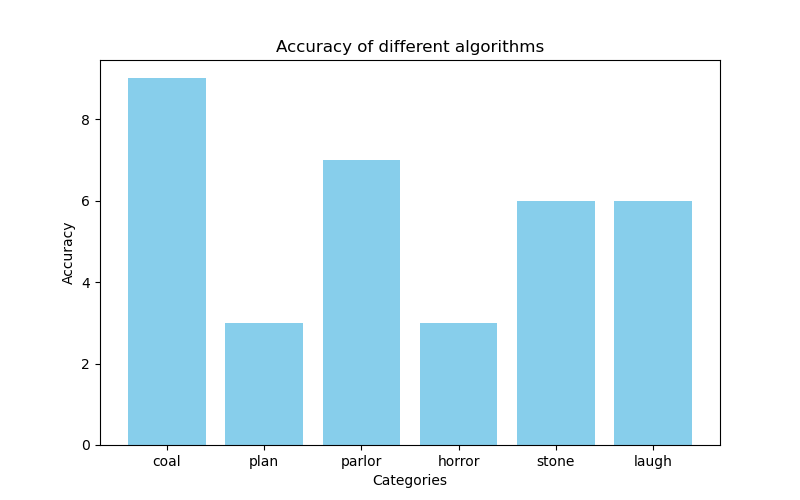 Accuracy of different algorithms
Accuracy
8
6
4
2
0
coal plan parlor horror stone laugh
Categories